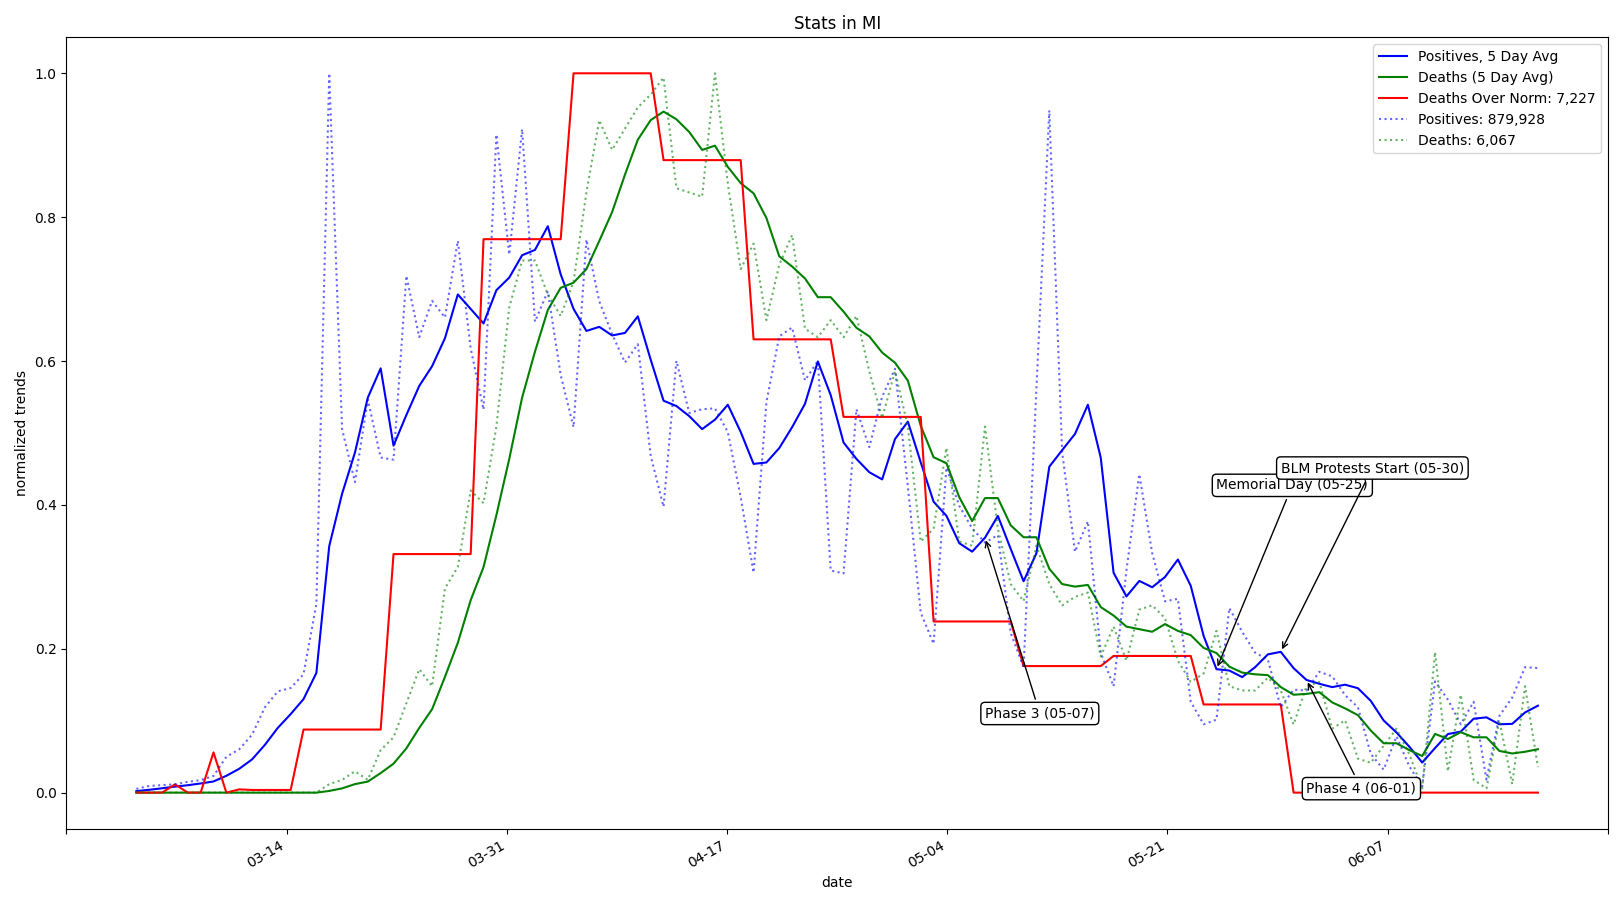 Stats in MI
normalized trends
1.0
0.8
0.6
0.4
0.2
0.0
Positives, 5 Day Avg
Deaths (5 Day Avg)
Deaths Over Norm: 7,227
Positives: 879,928
Deaths: 6,067
BLM Protests Start (05-30)
Memorial Day (05-25)
Phase 3 (05-07)
Phase 4 (06-01)
03-14
03-31
04-17
05-04
05-21
06-07
date